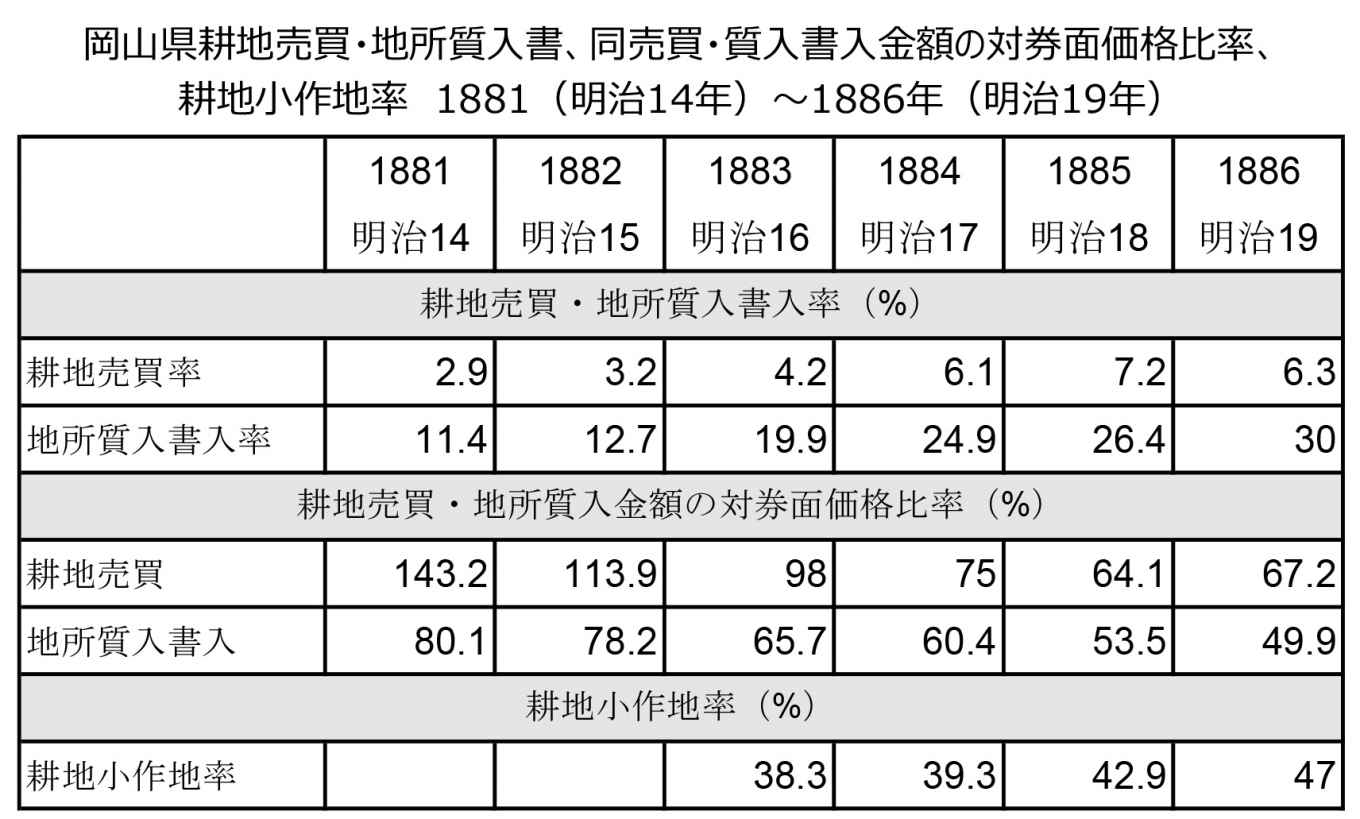 岡山県耕地売買･地所質入書、同売買･質入書入金額の対券面価格比率、
耕地小作地率 1881（明治14年）～1886年（明治19年）
1881 1882 1883 1884 1885 1886
明治14 明治15 明治16 明治17 明治18 明治19
耕地売買・地所質入書入率（%）
耕地売買率 2.9 3.2 4.2 6.1 7.2 6.3
地所質入書入率 11.4 12.7 19.9 24.9 26.4 30
耕地売買・地所質入金額の対券面価格比率（%）
耕地売買 143.2 113.9 98 75 64.1 67.2
地所質入書入 80.1 78.2 65.7 60.4 53.5 49.9
耕地小作地率（%）
耕地小作地率 38.3 39.3 42.9 47